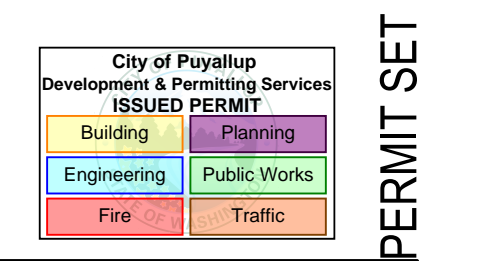 City of Puyallup
Development & Permitting Services
ISSUED PERMIT
Building Planning
Engineering Public Works
Fire Traffic
PERMIT SET